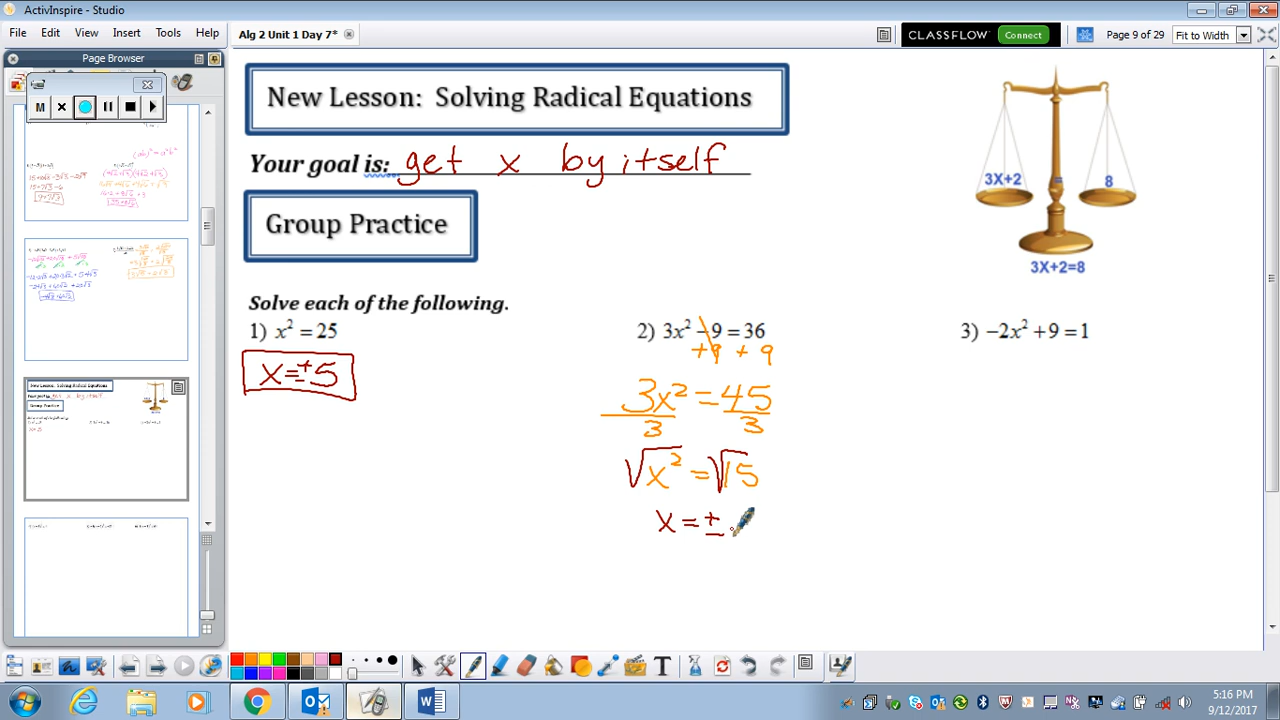 ActivInspire - Studio
File Edit View Insert Tools Help
Alg 2 Unit 1 Day 7*
CLASSFLOW Connect
Page 9 of 29
Fit to Width
Page Browser
New Lesson: Solving Radical Equations
Your goal is: get x by itself
Group Practice
3X+2 = 8
3X+2=8
Solve each of the following.
1) x² = 25
x = ±5
2) 3x² − 9 = 36
+9 +9
3x² = 45
3 3
√x² = √15
x = ±
3) −2x² + 9 = 1
5:16 PM
9/12/2017